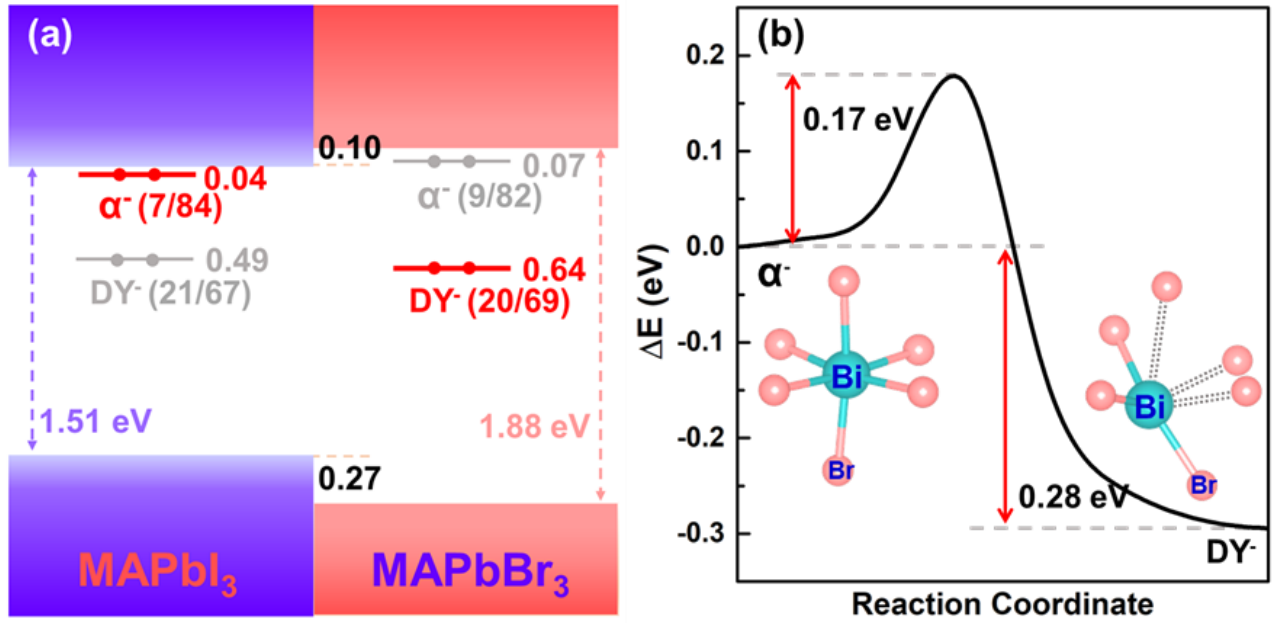 (a)
0.10
0.04
α⁻ (7/84)
0.07
α⁻ (9/82)
0.49
DY⁻ (21/67)
0.64
DY⁻ (20/69)
1.51 eV
1.88 eV
0.27
MAPbI₃
MAPbBr₃
(b)
ΔE (eV)
0.2
0.1
0.0
-0.1
-0.2
-0.3
0.17 eV
α⁻
Bi
Br
Bi
Br
0.28 eV
DY⁻
Reaction Coordinate